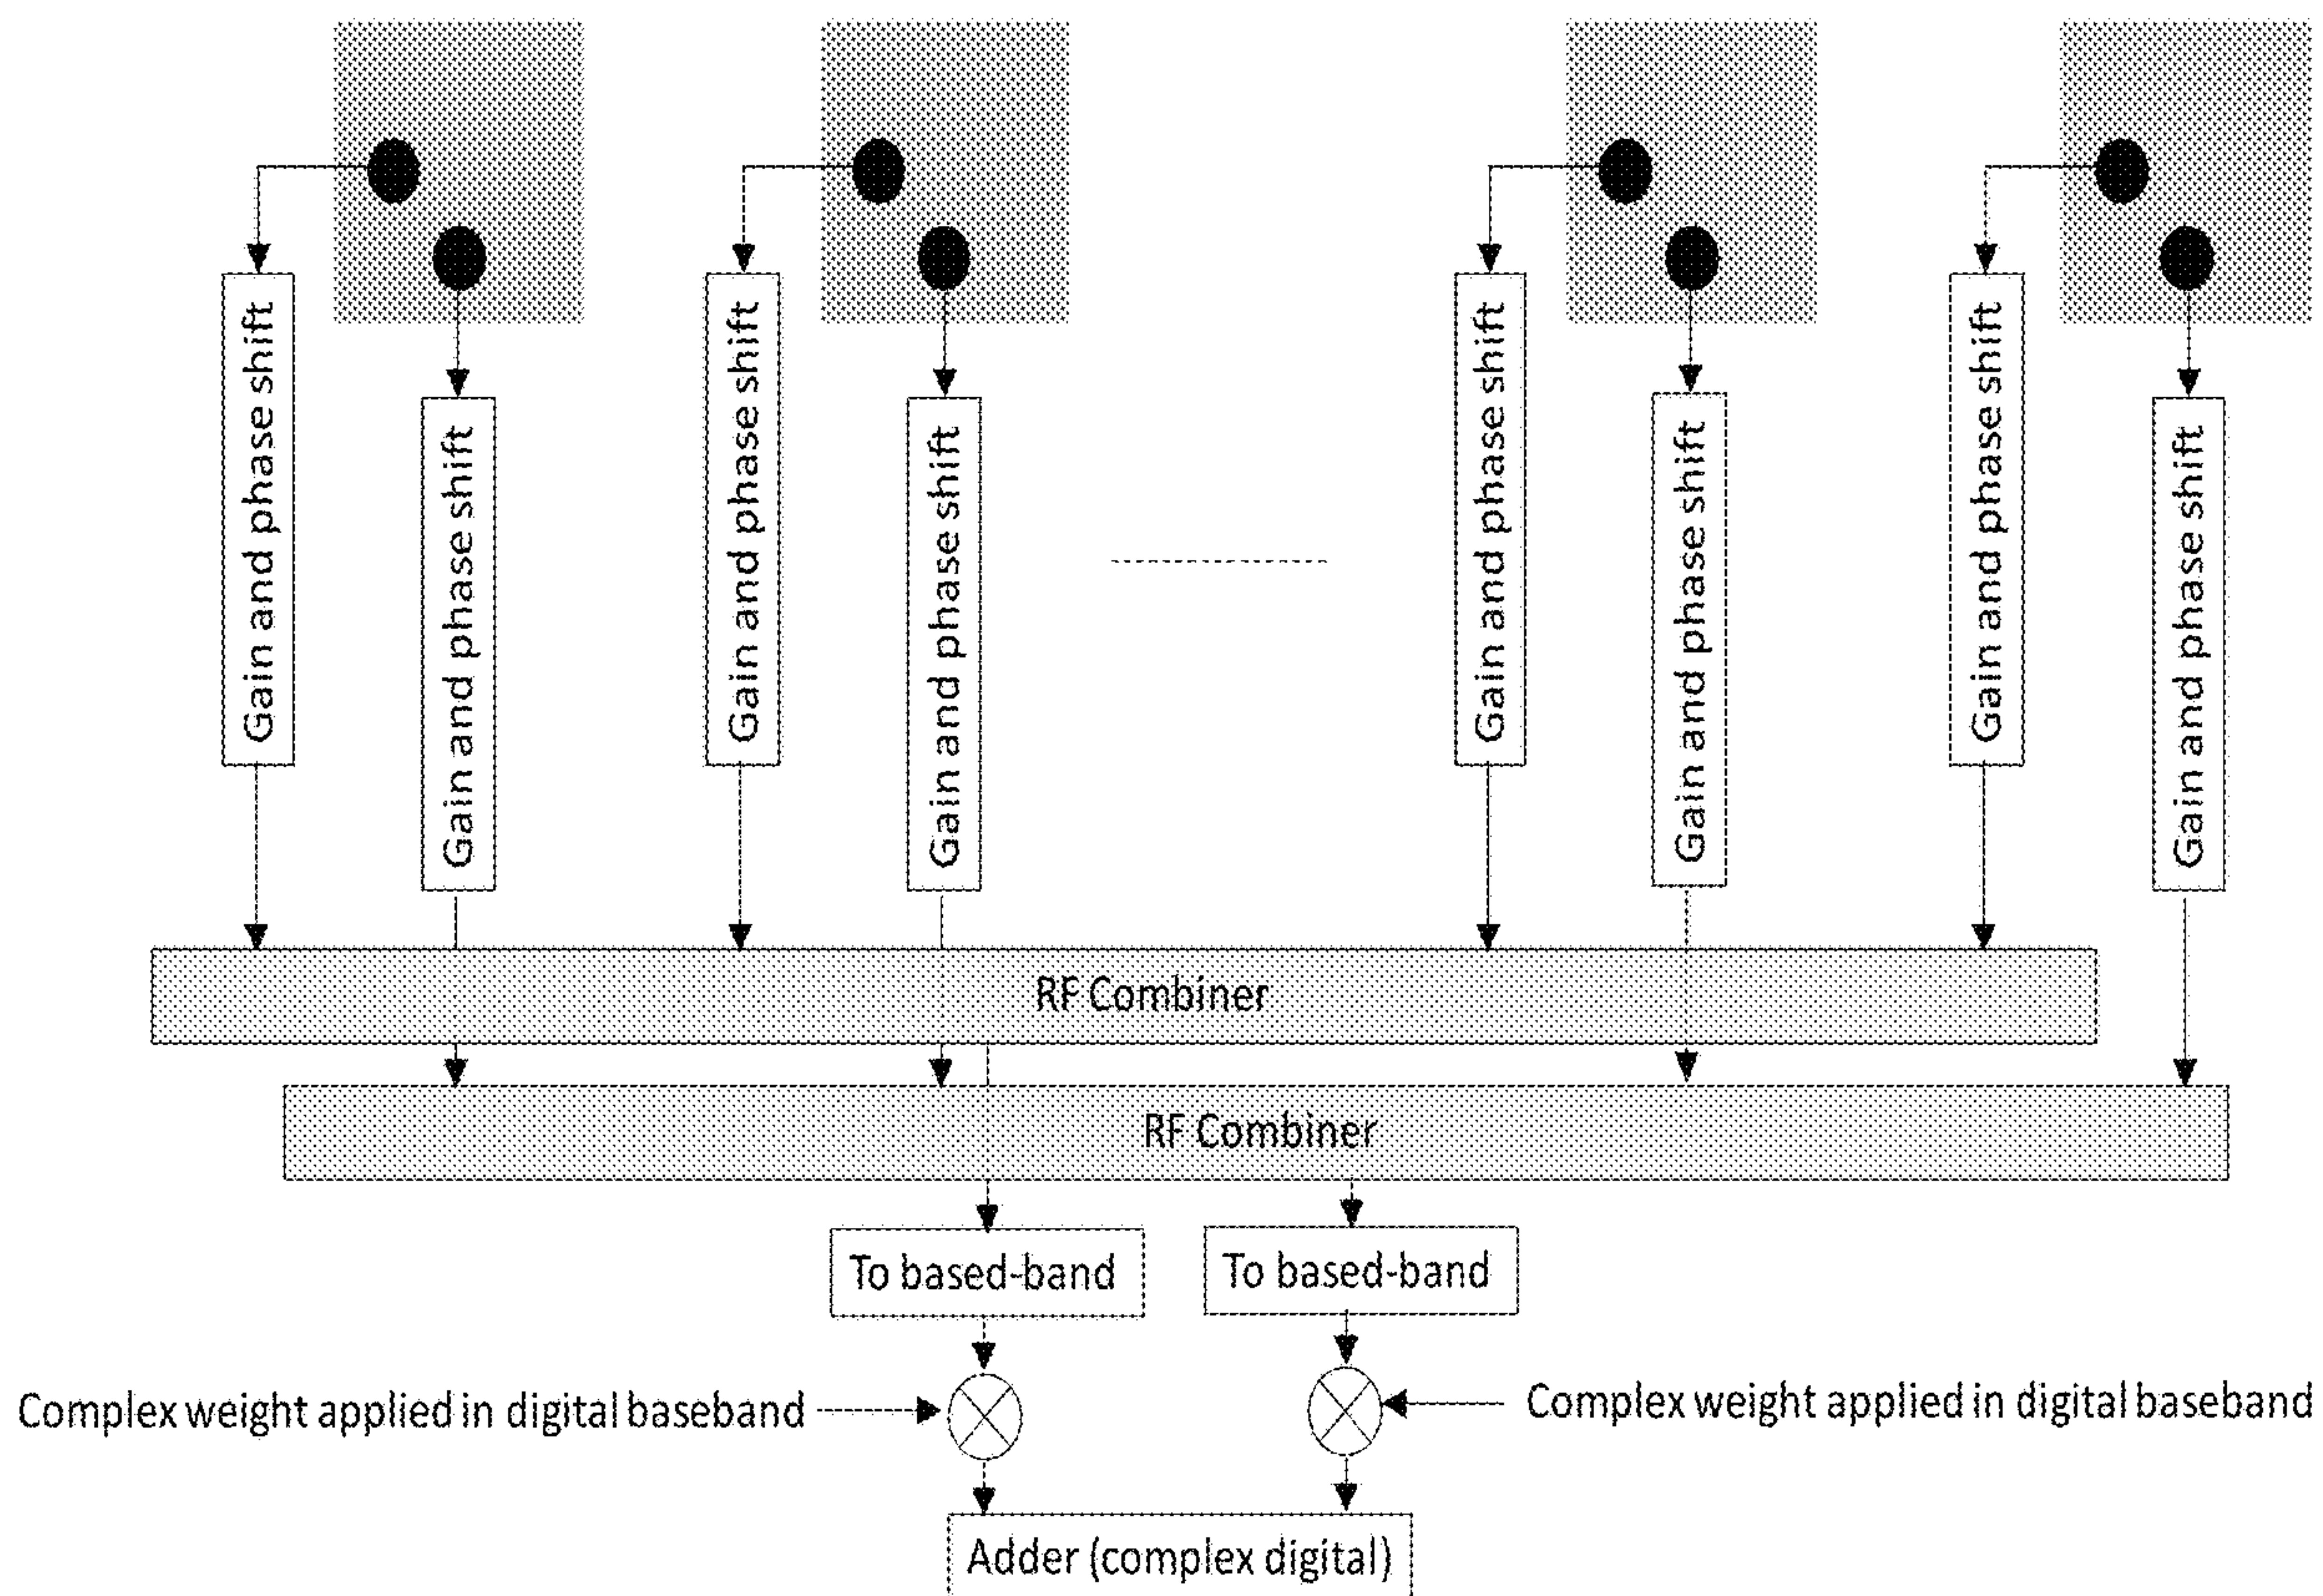 Gain and phase shift
Gain and phase shift
Gain and phase shift
Gain and phase shift
Gain and phase shift
Gain and phase shift
Gain and phase shift
Gain and phase shift
RF Combiner
RF Combiner
To based-band
To based-band
Complex weight applied in digital baseband
Complex weight applied in digital baseband
Adder (complex digital)